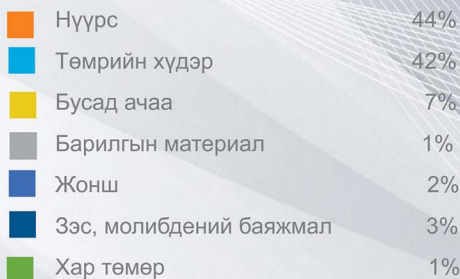 Нүүрс 44%
Төмрийн хүдэр 42%
Бусад ачаа 7%
Барилгын материал 1%
Жонш 2%
Зэс, молибдений баяжмал 3%
Хар төмөр 1%